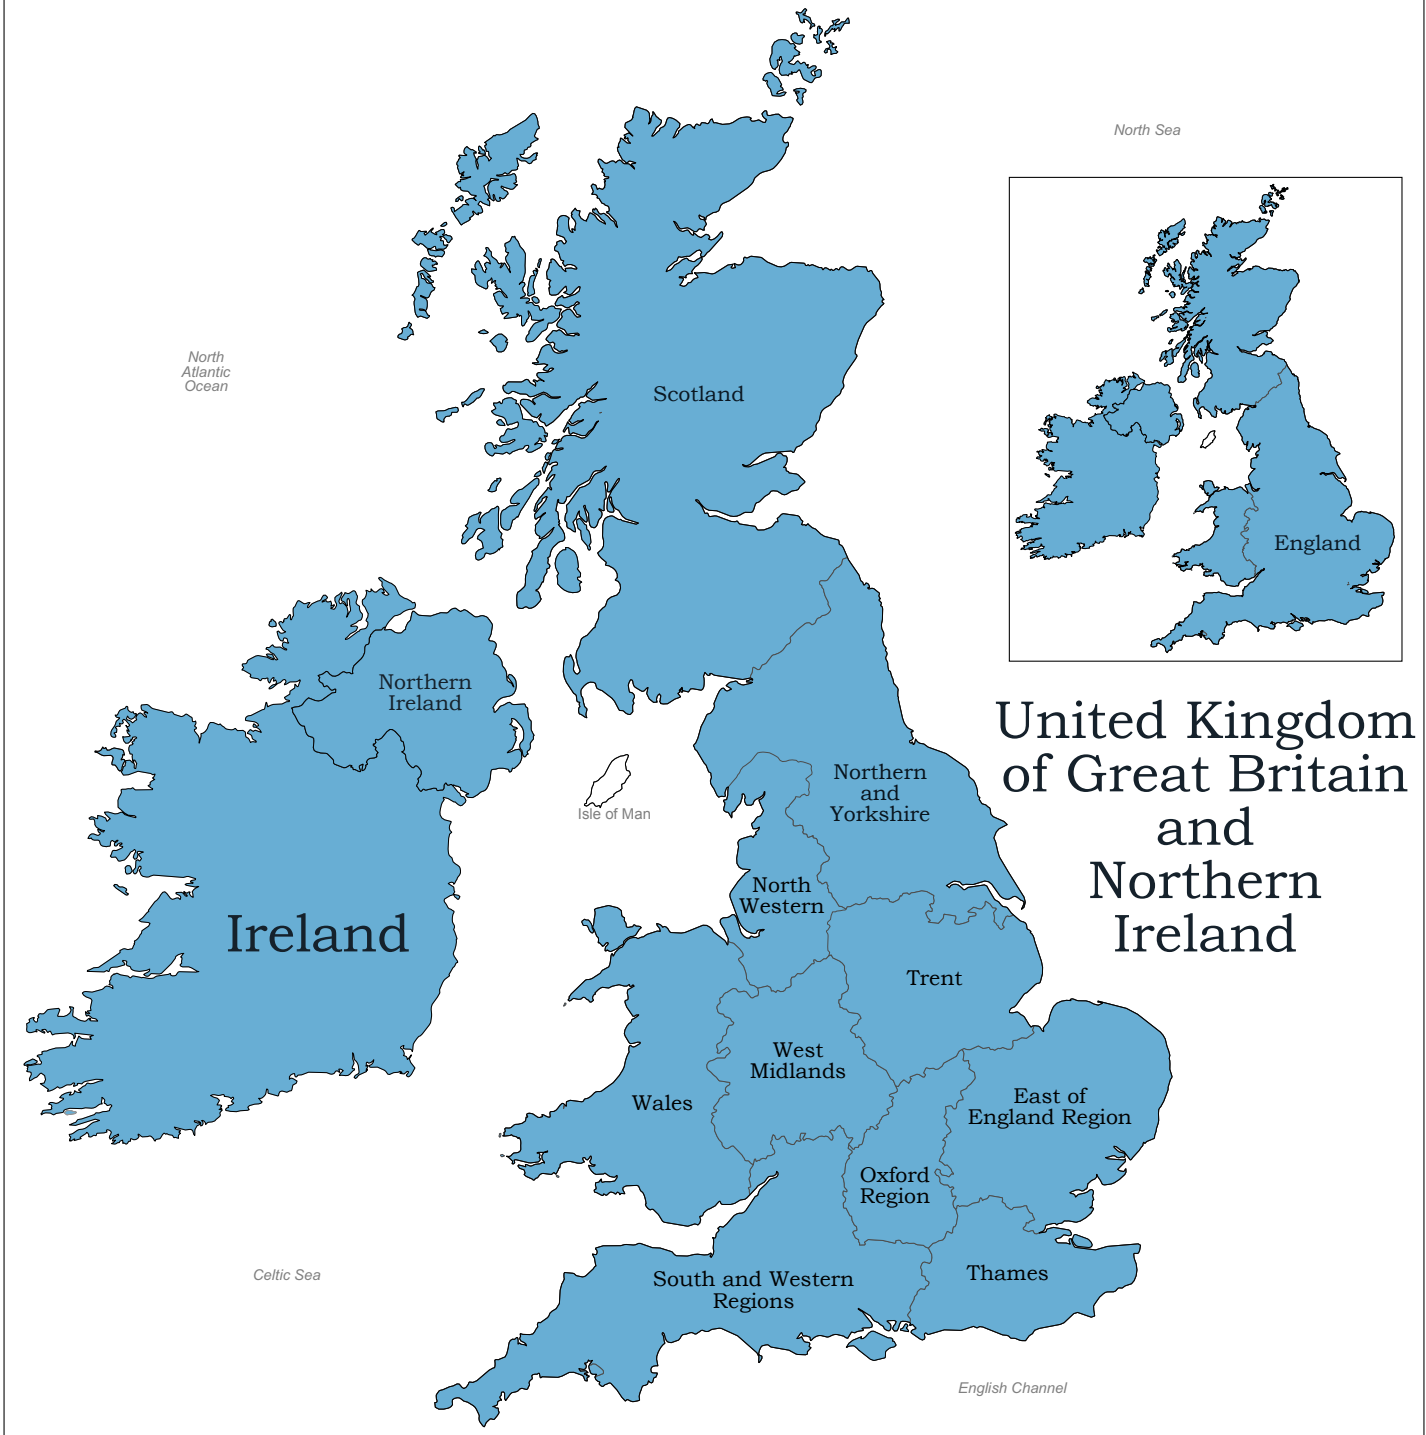 North Sea
North
Atlantic
Ocean
Scotland
England
Northern
Ireland
United Kingdom
of Great Britain
and
Northern
Ireland
Northern
and
Yorkshire
Isle of Man
North
Western
Ireland
Trent
West
Midlands
Wales
East of
England Region
Oxford
Region
Celtic Sea
South and Western
Regions
Thames
English Channel